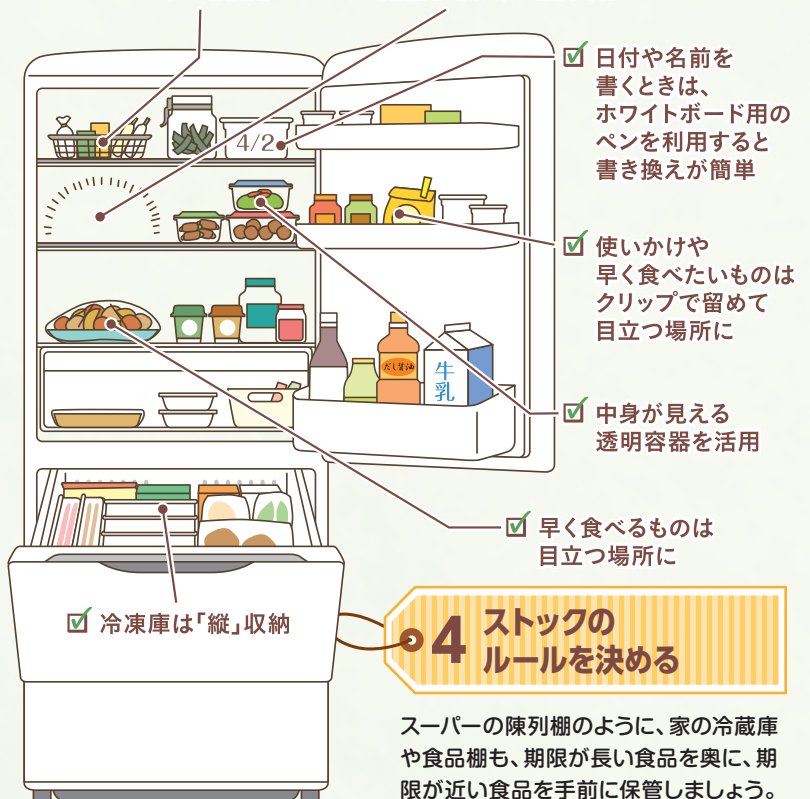 日付や名前を
書くときは、
ホワイトボード用の
ペンを利用すると
書き換えが簡単
4/2
使いかけや
早く食べたいものは
クリップで留めて
目立つ場所に
だし醤油
牛乳
中身が見える
透明容器を活用
早く食べるものは
目立つ場所に
冷凍庫は「縦」収納
4 ストックの
ルールを決める
スーパーの陳列棚のように、家の冷蔵庫
や食品棚も、期限が長い食品を奥に、期
限が近い食品を手前に保管しましょう。